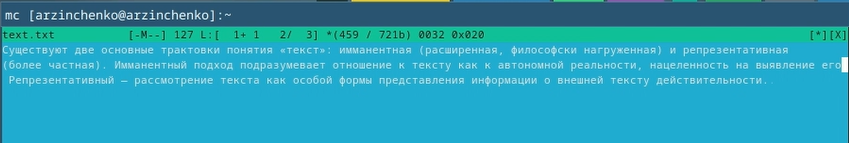 mc [arzinchenko@arzinchenko]:~
text.txt [-M--] 127 L:[ 1+ 1 2/ 3] *(459 / 721b) 0032 0x020 [*][X]
Существуют две основные трактовки понятия «текст»: имманентная (расширенная, философски нагруженная) и репрезентативная
(более частная). Имманентный подход подразумевает отношение к тексту как к автономной реальности, нацеленность на выявление его
Репрезентативный — рассмотрение текста как особой формы представления информации о внешней тексту действительности..